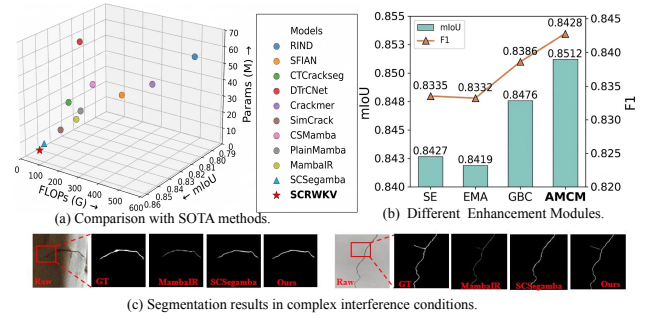 Models
RIND
SFIAN
CTCrackseg
DTrCNet
Crackmer
SimCrack
CSMamba
PlainMamba
MambaIR
SCSegamba
SCRWKV
Params (M) →
70
60
50
40
30
20
10
0
0
100
200
300
400
500
600
FLOPs (G) →
0.79
0.80
0.81
0.82
0.83
0.84
0.85
0.86
← mIoU
(a) Comparison with SOTA methods.
mIoU
F1
0.855
0.852
0.848
0.844
0.840
mIoU
0.845
0.840
0.835
0.830
0.825
0.820
F1
0.8335
0.8332
0.8386
0.8428
0.8427
0.8419
0.8476
0.8512
SE EMA GBC AMCM
(b) Different Enhancement Modules.
Raw GT MambaIR SCSegamba Ours
Raw GT MambaIR SCSegamba Ours
(c) Segmentation results in complex interference conditions.